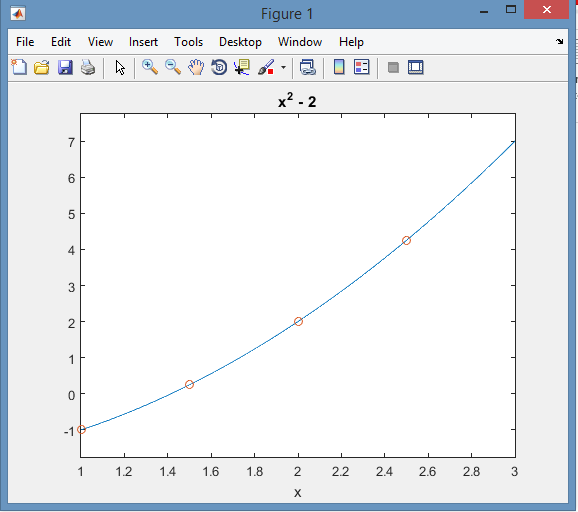 Figure 1
File Edit View Insert Tools Desktop Window Help
x² - 2
7
6
5
4
3
2
1
0
-1
1 1.2 1.4 1.6 1.8 2 2.2 2.4 2.6 2.8 3
x